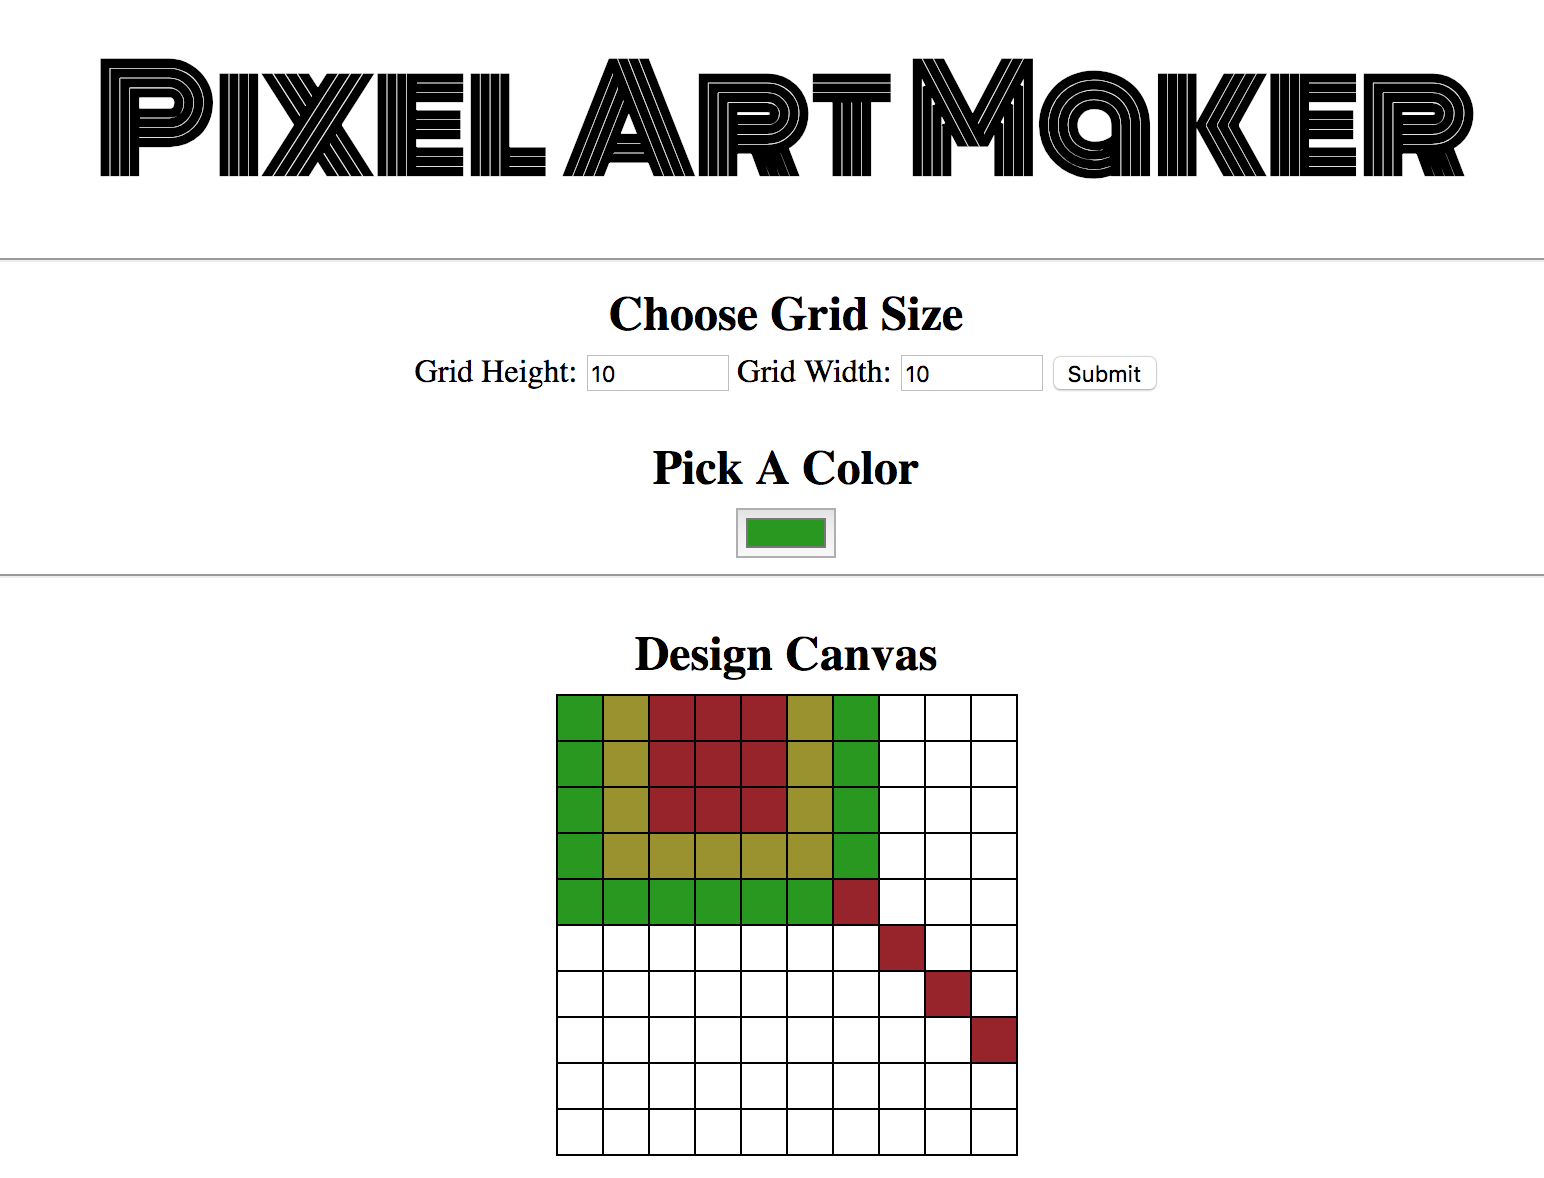 Pixel Art Maker
Choose Grid Size
Grid Height: 10 Grid Width: 10 Submit
Pick A Color
Design Canvas